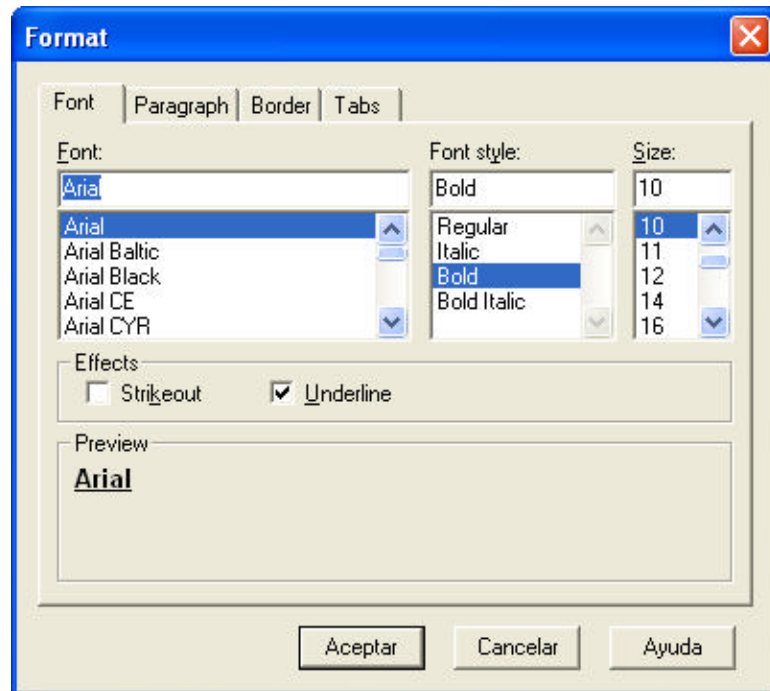 Format
Font Paragraph Border Tabs
Font: Font style: Size:
Arial Bold 10
Arial Regular 10
Arial Baltic Italic 11
Arial Black Bold 12
Arial CE Bold Italic 14
Arial CYR 16
Effects
Strikeout Underline
Preview
Arial
Aceptar Cancelar Ayuda